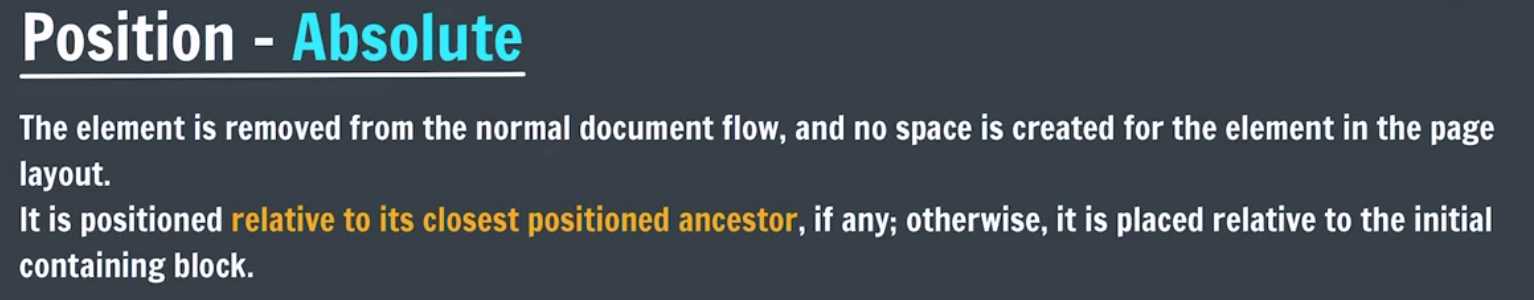 Position - Absolute
The element is removed from the normal document flow, and no space is created for the element in the page
layout.
It is positioned relative to its closest positioned ancestor, if any; otherwise, it is placed relative to the initial
containing block.